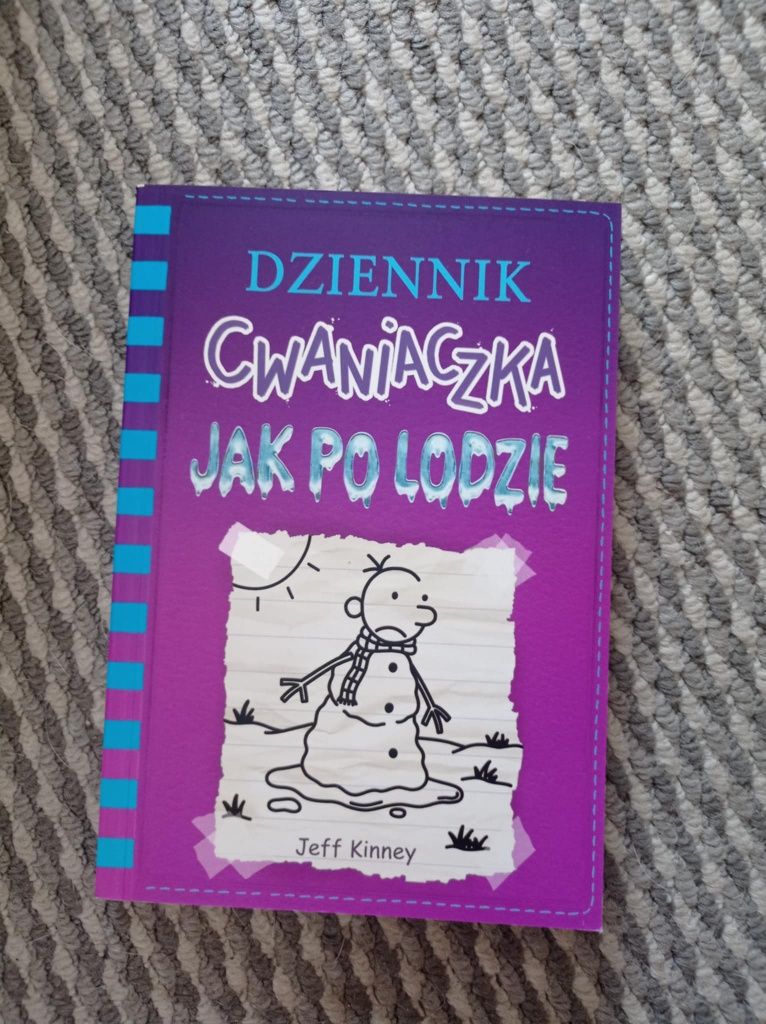 DZIENNIK
CWANIACZKA
JAK PO LODZIE
Jeff Kinney